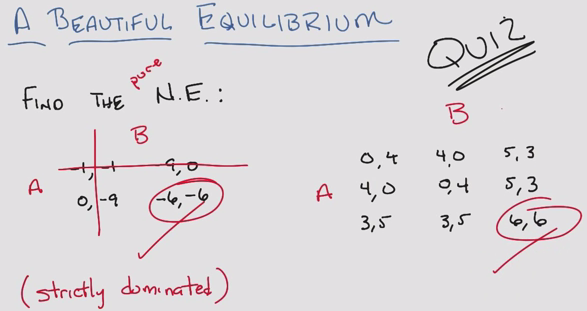 A BEAUTIFUL EQUILIBRIUM
QUIZ
pure
FIND THE N.E.:
B
-1, -1 -9, 0
A 0, -9 -6, -6
(strictly dominated)
B
0, 4 4, 0 5, 3
A 4, 0 0, 4 5, 3
3, 5 3, 5 6, 6